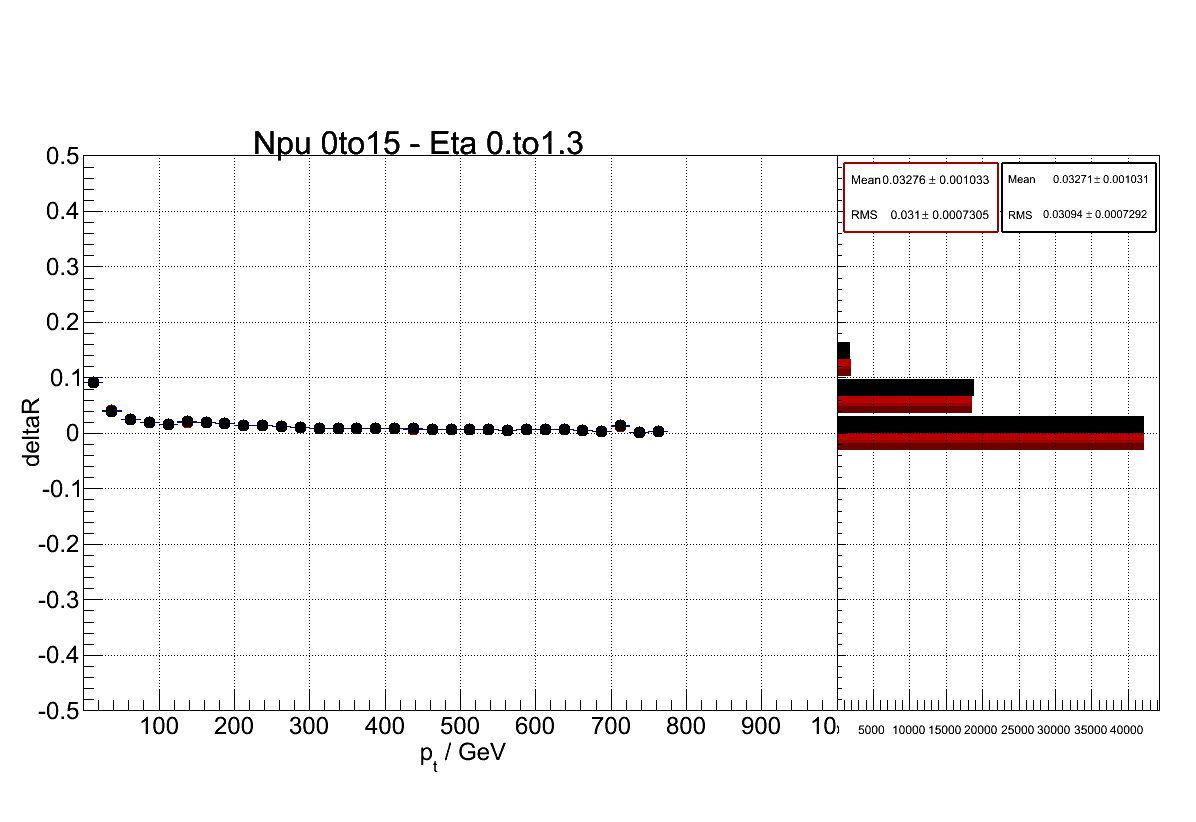 Npu 0to15 - Eta 0.to1.3
0.5
0.4
0.3
0.2
0.1
0
-0.1
-0.2
-0.3
-0.4
-0.5
deltaR
100 200 300 400 500 600 700 800 900 10
p_t / GeV
Mean 0.03276 ± 0.001033
RMS 0.031 ± 0.0007305
Mean 0.03271 ± 0.001031
RMS 0.03094 ± 0.0007292
5000 10000 15000 20000 25000 30000 35000 40000